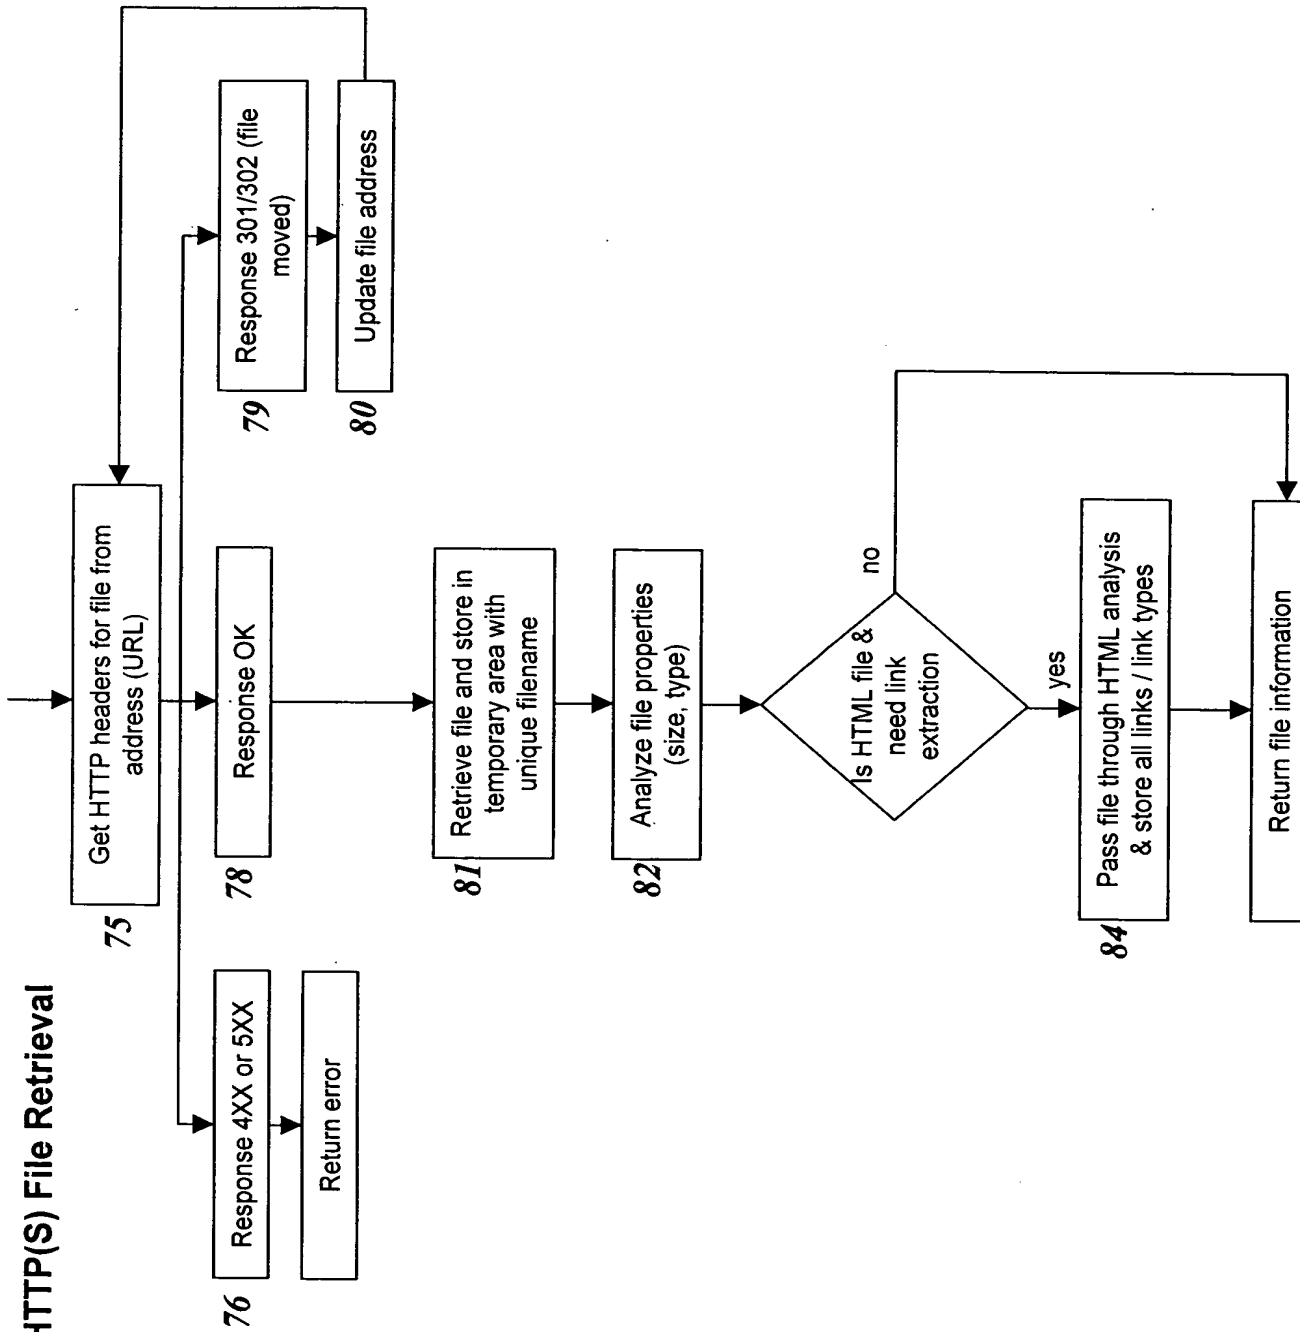 HTTP(S) File Retrieval
Get HTTP headers for file from
address (URL)
75
Response 4XX or 5XX
76
Return error
Response OK
78
Response 301/302 (file
moved)
79
Update file address
80
Retrieve file and store in
temporary area with
unique filename
81
Analyze file properties
(size, type)
82
Is HTML file &
need link
extraction
no
yes
Pass file through HTML analysis
& store all links / link types
84
Return file information